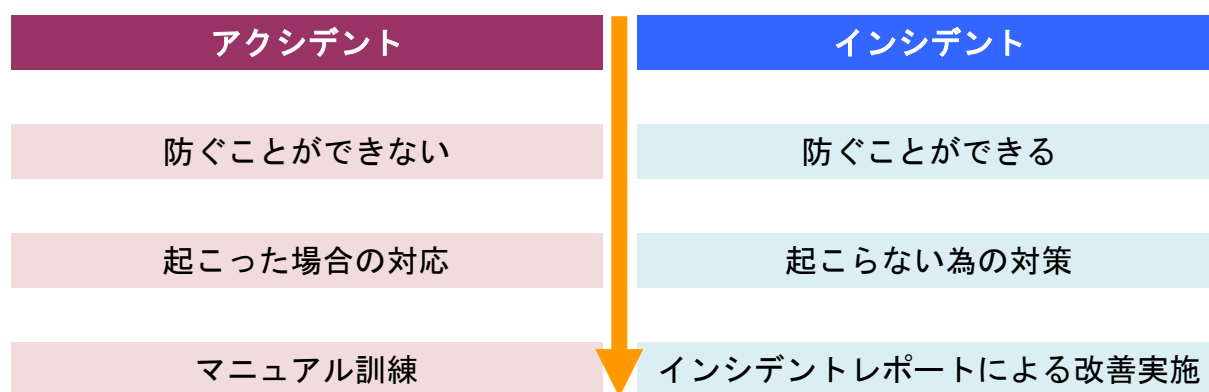 アクシデント
インシデント
防ぐことができない
防ぐことができる
起こった場合の対応
起こらない為の対策
マニュアル訓練
インシデントレポートによる改善実施